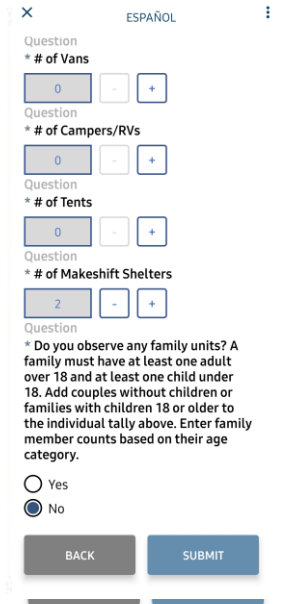 ESPAÑOL
Question
* # of Vans
0 - +
Question
* # of Campers/RVs
0 - +
Question
* # of Tents
0 - +
Question
* # of Makeshift Shelters
2 - +
Question
* Do you observe any family units? A
family must have at least one adult
over 18 and at least one child under
18. Add couples without children or
families with children 18 or older to
the individual tally above. Enter family
member counts based on their age
category.
Yes
No
BACK SUBMIT